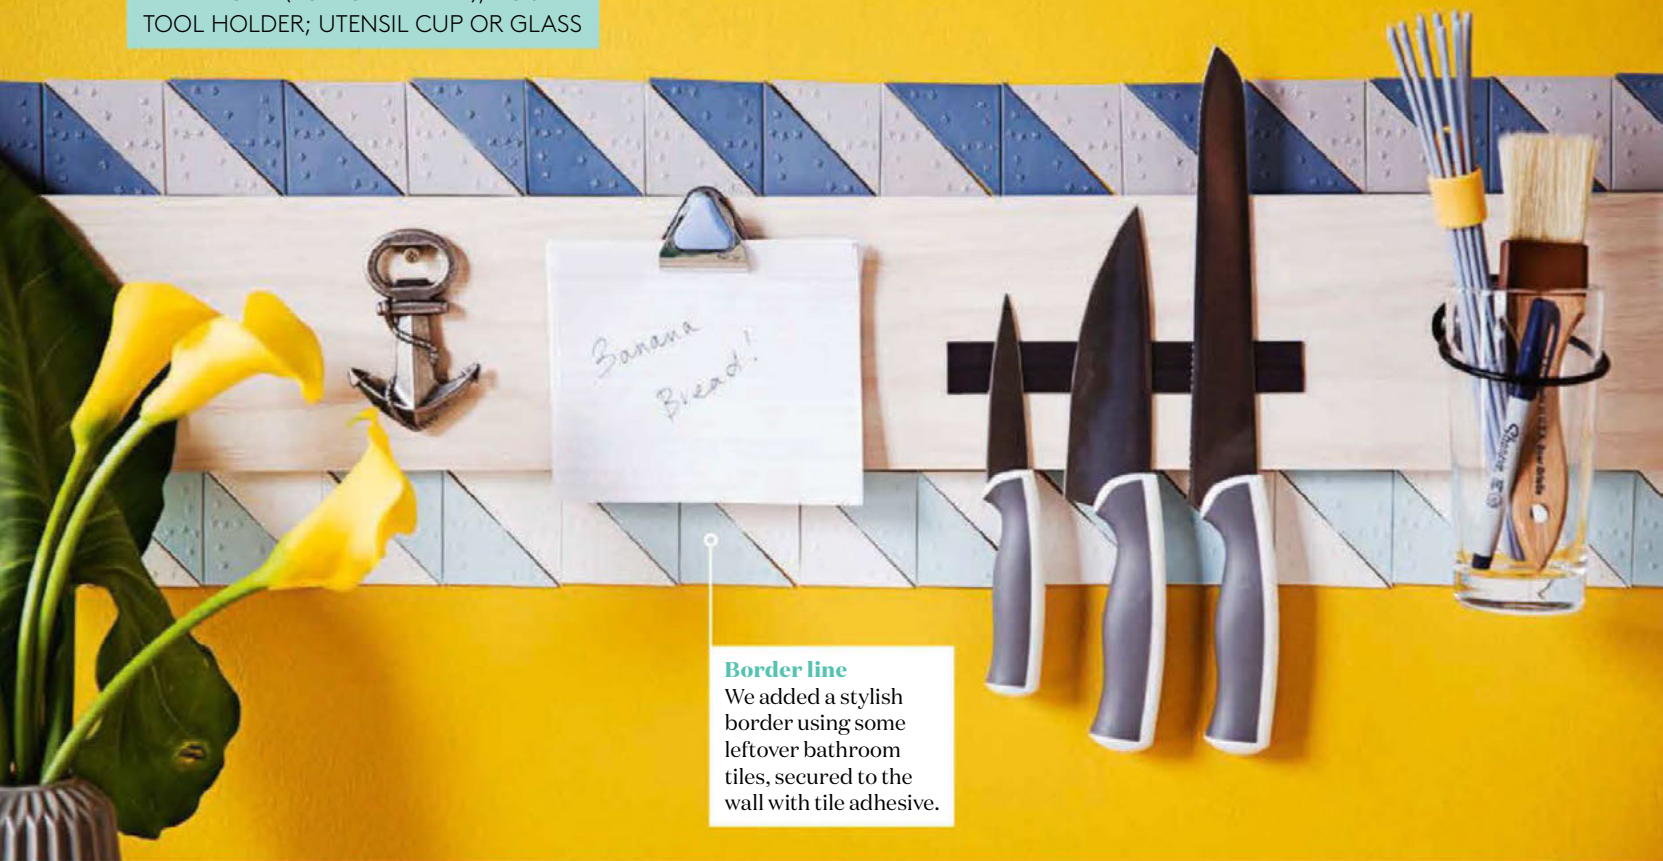 TOOL HOLDER; UTENSIL CUP OR GLASS
Banana
Bread!
Sharpie
Border line
We added a stylish
border using some
leftover bathroom
tiles, secured to the
wall with tile adhesive.